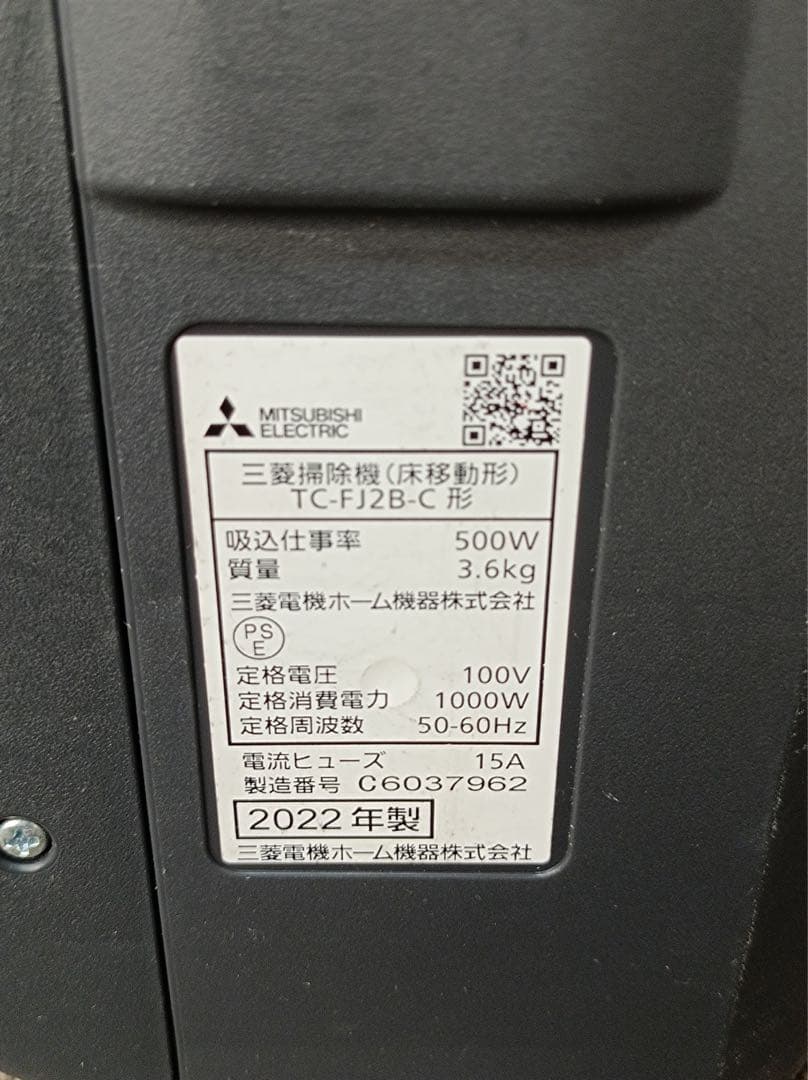 MITSUBISHI
ELECTRIC
三菱掃除機(床移動形)
TC-FJ2B-C 形
吸込仕事率 500W
質量 3.6kg
三菱電機ホーム機器株式会社
PS
E
定格電圧 100V
定格消費電力 1000W
定格周波数 50-60Hz
電流ヒューズ 15A
製造番号 C6037962
2022 年製
三菱電機ホーム機器株式会社